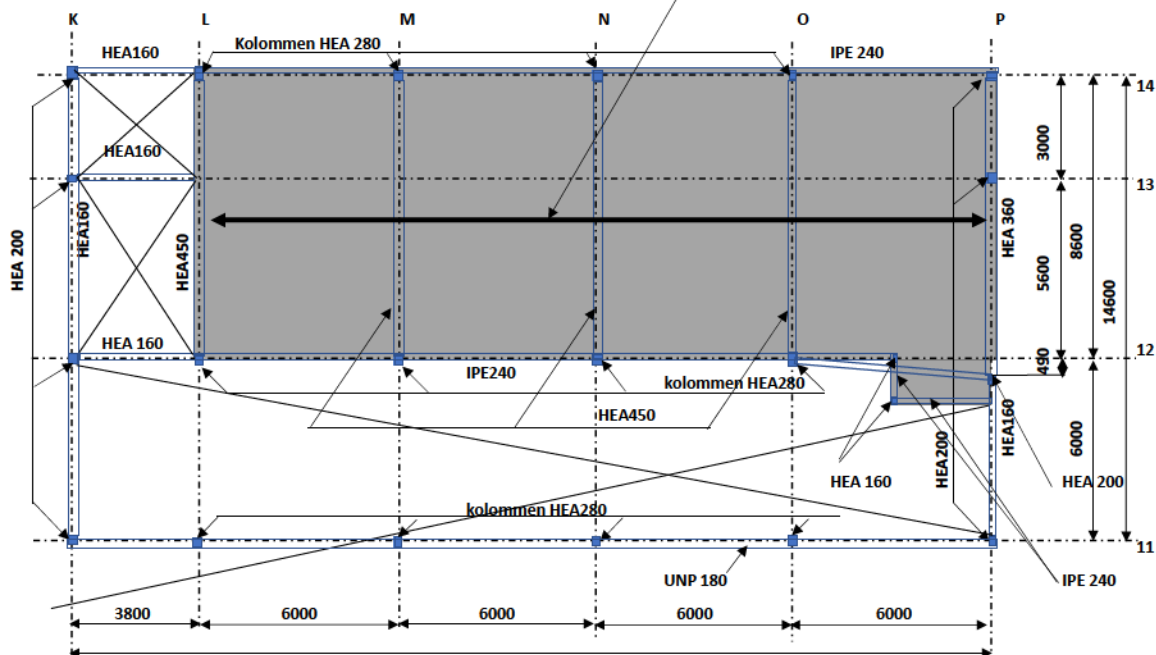 K L M N O P
HEA160
Kolommen HEA 280
IPE 240
14
3000
HEA160
13
HEA 200
HEA160
HEA450
HEA 360
5600
8600
14600
HEA 160
12
IPE240
490
kolommen HEA280
HEA450
HEA160
HEA200
6000
HEA 160
HEA 200
kolommen HEA280
11
UNP 180
IPE 240
3800 6000 6000 6000 6000